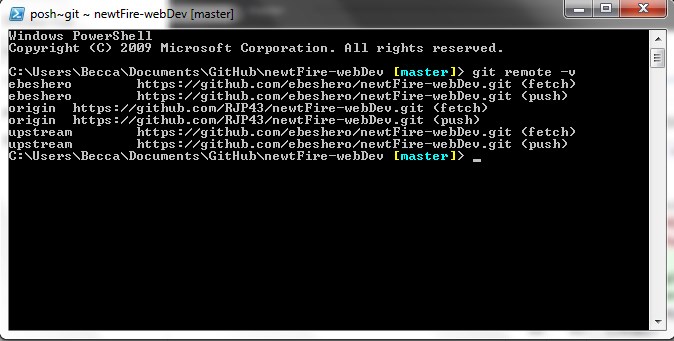 posh~git ~ newtFire-webDev [master]
Windows PowerShell
Copyright (C) 2009 Microsoft Corporation. All rights reserved.
C:\Users\Becca\Documents\GitHub\newtFire-webDev [master]> git remote -v
ebeshero        https://github.com/ebeshero/newtFire-webDev.git (fetch)
ebeshero        https://github.com/ebeshero/newtFire-webDev.git (push)
origin  https://github.com/RJP43/newtFire-webDev.git (fetch)
origin  https://github.com/RJP43/newtFire-webDev.git (push)
upstream        https://github.com/ebeshero/newtFire-webDev.git (fetch)
upstream        https://github.com/ebeshero/newtFire-webDev.git (push)
C:\Users\Becca\Documents\GitHub\newtFire-webDev [master]> _